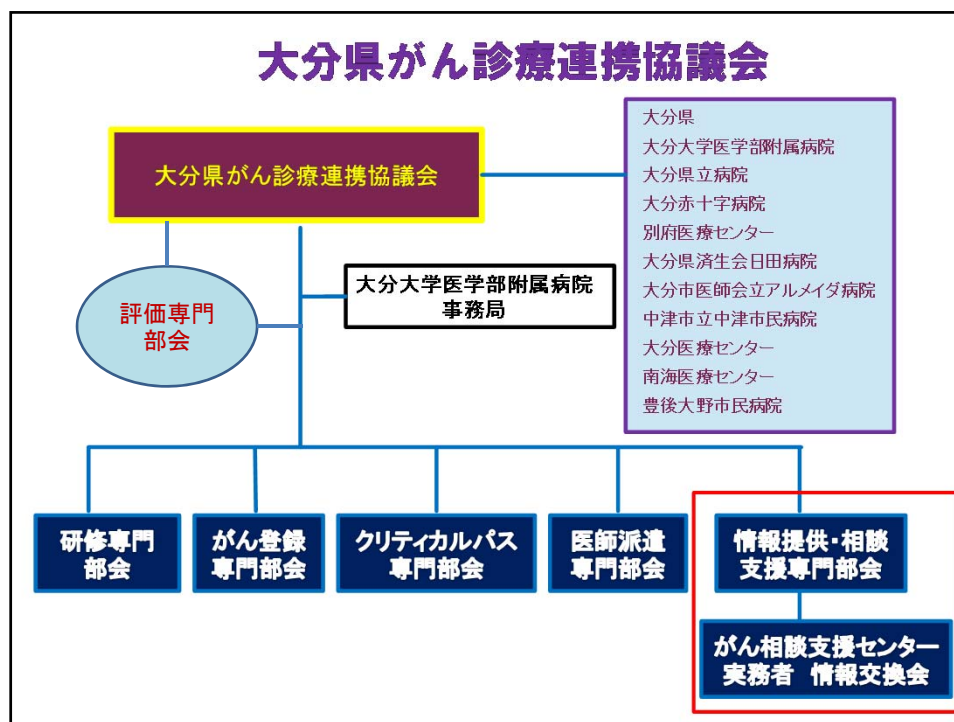 大分県がん診療連携協議会
大分県がん診療連携協議会
大分県
大分大学医学部附属病院
大分県立病院
大分赤十字病院
別府医療センター
大分県済生会日田病院
大分市医師会立アルメイダ病院
中津市立中津市民病院
大分医療センター
南海医療センター
豊後大野市民病院
大分大学医学部附属病院
事務局
評価専門
部会
研修専門
部会
がん登録
専門部会
クリティカルパス
専門部会
医師派遣
専門部会
情報提供・相談
支援専門部会
がん相談支援センター
実務者 情報交換会